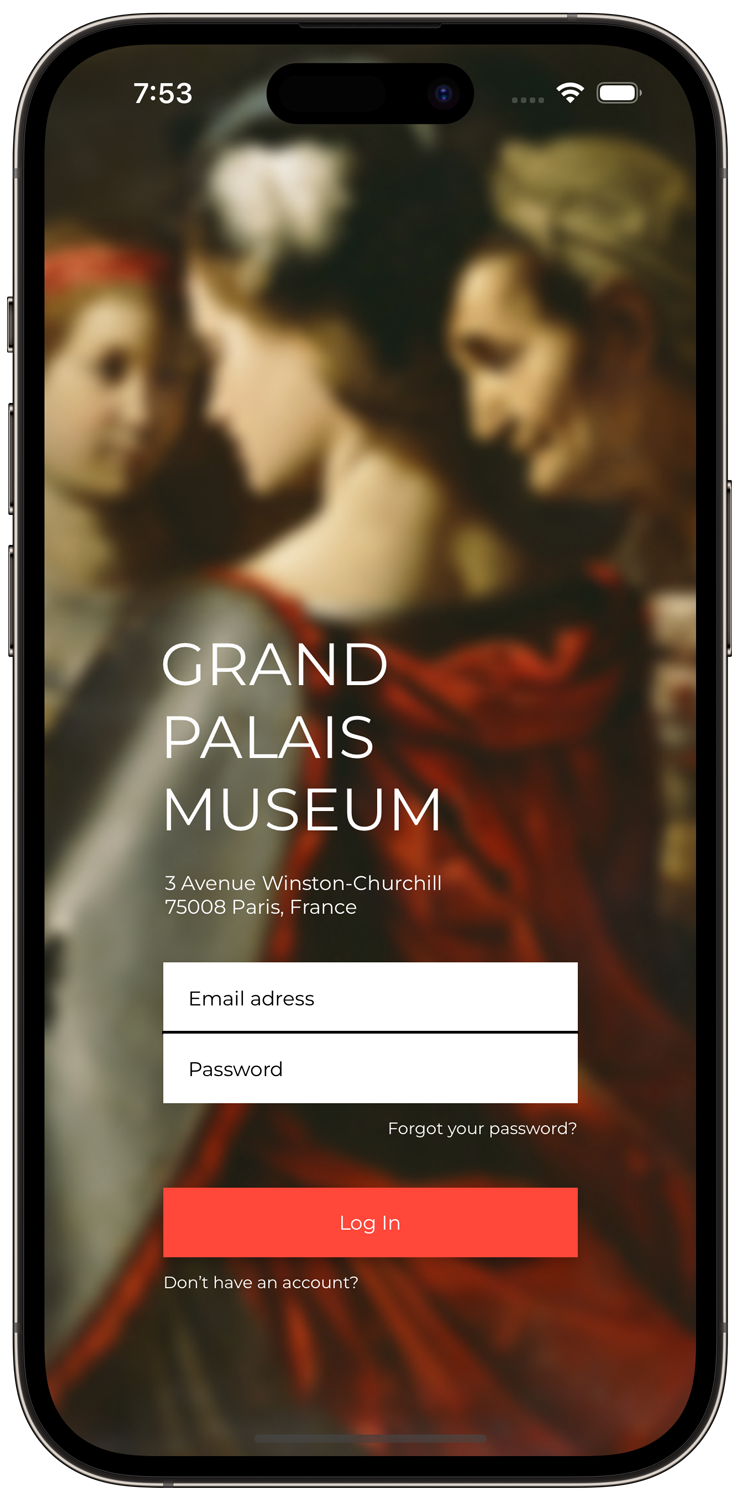 7:53
GRAND
PALAIS
MUSEUM
3 Avenue Winston-Churchill
75008 Paris, France
Email adress
Password
Forgot your password?
Log In
Don’t have an account?